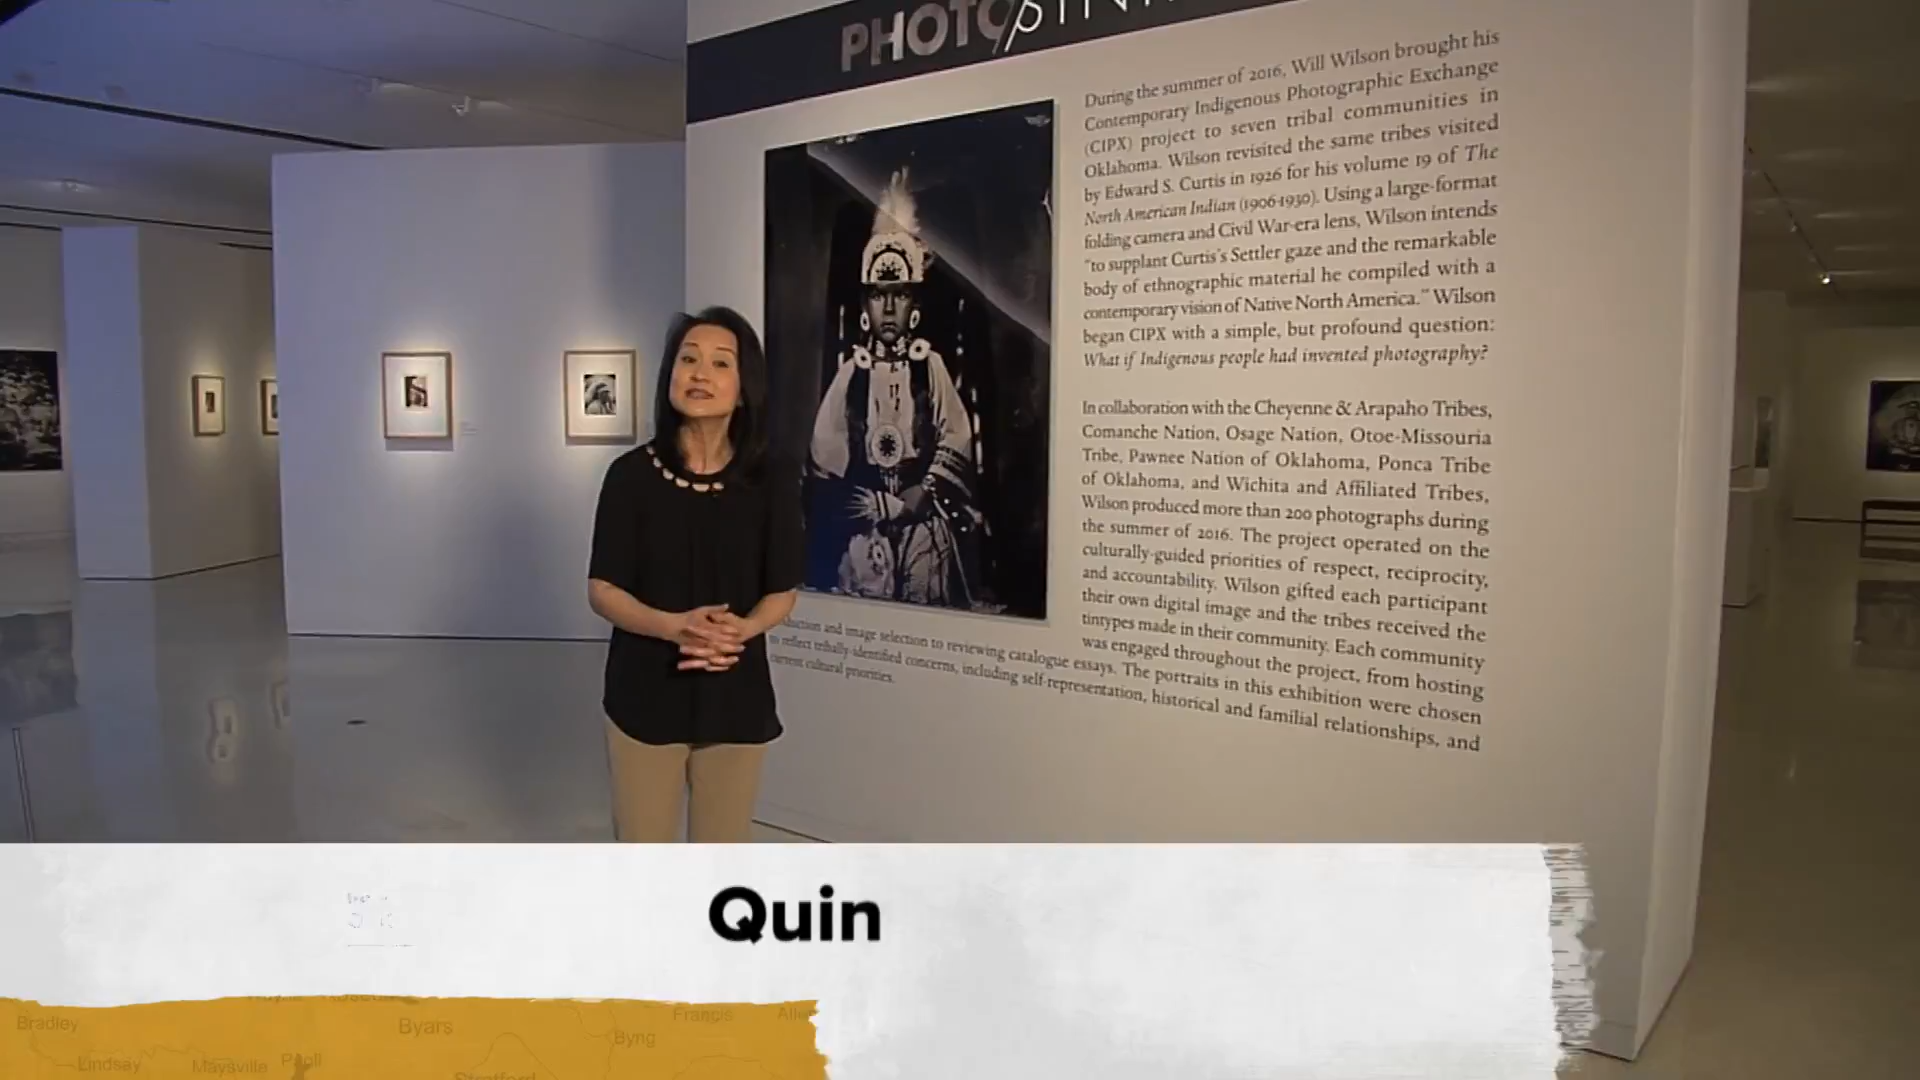 PHOTO/
During the summer of 2016, Will Wilson brought his
Contemporary Indigenous Photographic Exchange
(CIPX) project to seven tribal communities in
Oklahoma. Wilson revisited the same tribes visited
by Edward S. Curtis in 1926 for his volume 19 of The
North American Indian (1906-1930). Using a large-format
folding camera and Civil War-era lens, Wilson intends
"to supplant Curtis's Settler gaze and the remarkable
body of ethnographic material he compiled with a
contemporary vision of Native North America." Wilson
began CIPX with a simple, but profound question:
What if Indigenous people had invented photography?
In collaboration with the Cheyenne & Arapaho Tribes,
Comanche Nation, Osage Nation, Otoe-Missouria
Tribe, Pawnee Nation of Oklahoma, Ponca Tribe
of Oklahoma, and Wichita and Affiliated Tribes,
Wilson produced more than 200 photographs during
the summer of 2016. The project operated on the
culturally-guided priorities of respect, reciprocity,
and accountability. Wilson gifted each participant
their own digital image and the tribes received the
tintypes made in their community. Each community
was engaged throughout the project, from hosting
and image selection to reviewing catalogue essays. The portraits in this exhibition were chosen
to reflect tribally-identified concerns, including self-representation, historical and familial relationships, and
current cultural priorities.
Quin
Bradley
Byars
Francis
Byng
Lindsay
Maysville
Paoli
Stratford